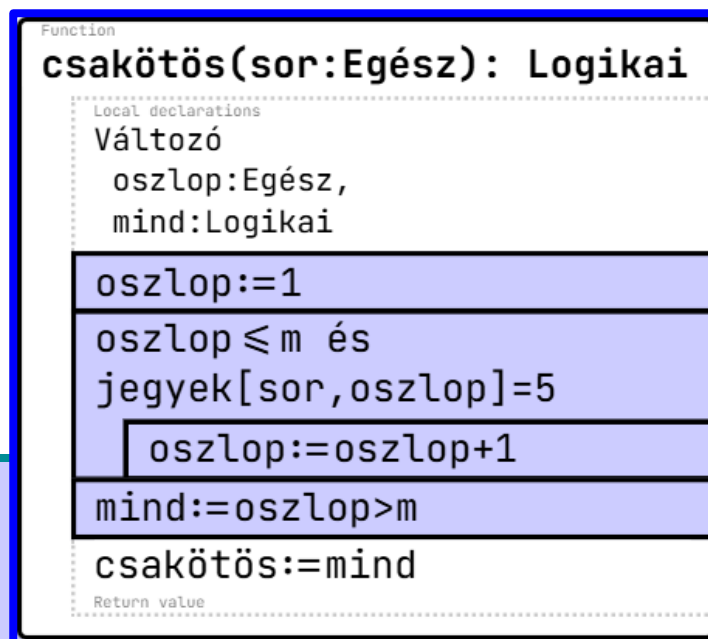 Function
csakötös(sor:Egész): Logikai
Local declarations
Változó
oszlop:Egész,
mind:Logikai
oszlop:=1
oszlop⩽m és
jegyek[sor,oszlop]=5
oszlop:=oszlop+1
mind:=oszlop>m
csakötös:=mind
Return value